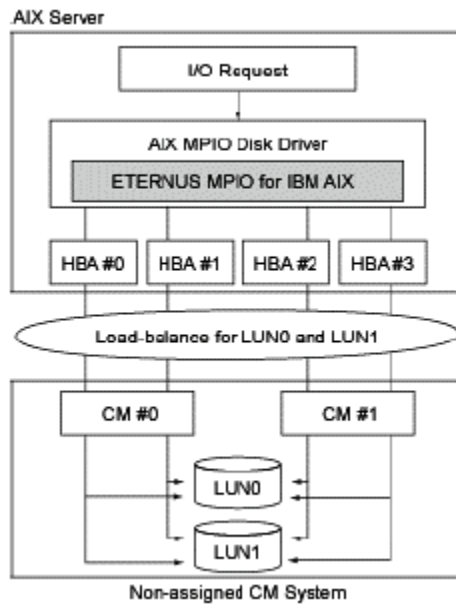 AIX Server
I/O Request
AIX MPIO Disk Driver
ETERNUS MPIO for IBM AIX
HBA #0
HBA #1
HBA #2
HBA #3
Load-balance for LUN0 and LUN1
CM #0
CM #1
LUN0
LUN1
Non-assigned CM System